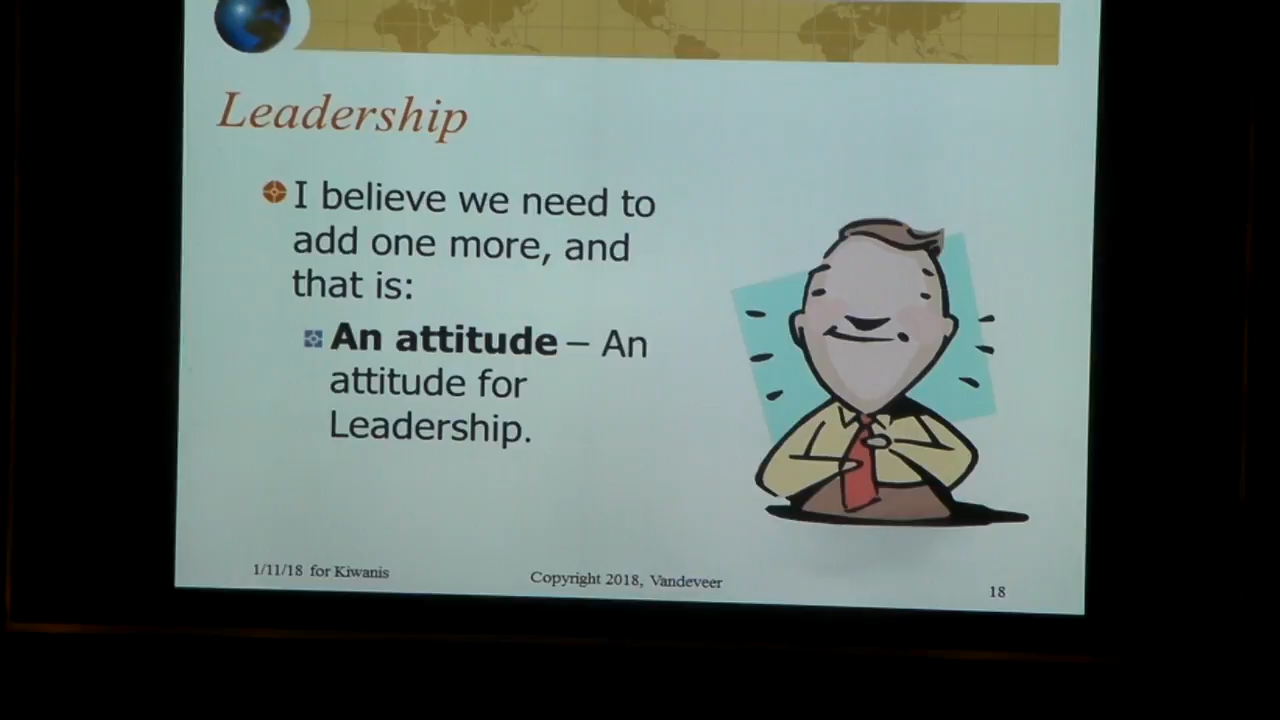 Leadership
I believe we need to
add one more, and
that is:
An attitude – An
attitude for
Leadership.
1/11/18 for Kiwanis
Copyright 2018, Vandeveer
18